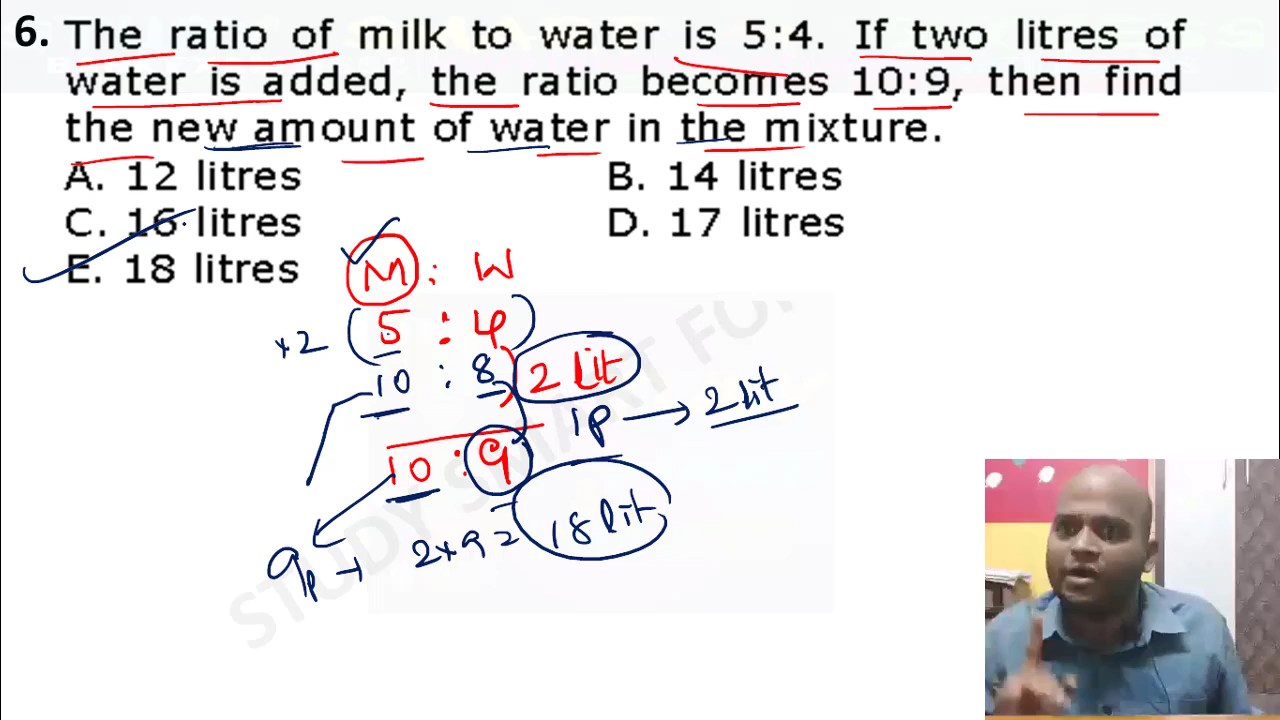 6. The ratio of milk to water is 5:4. If two litres of
water is added, the ratio becomes 10:9, then find
the new amount of water in the mixture.
A. 12 litres B. 14 litres
C. 16 litres D. 17 litres
E. 18 litres
M : W
×2 (5 : 4)
10 : 8 2 lit
1P → 2 lit
10 : 9
9p → 2×9 = 18 lit
STUDY SMART FO